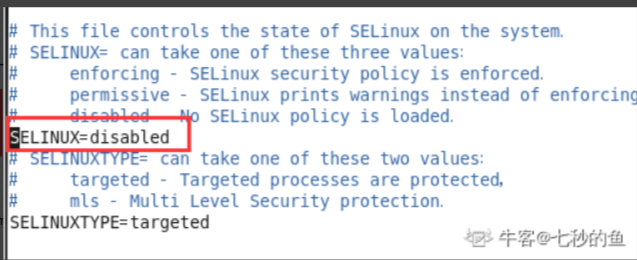 # This file controls the state of SELinux on the system.
# SELINUX= can take one of these three values:
#     enforcing - SELinux security policy is enforced.
#     permissive - SELinux prints warnings instead of enforcing
#     disabled - No SELinux policy is loaded.
SELINUX=disabled
# SELINUXTYPE= can take one of these two values:
#     targeted - Targeted processes are protected,
#     mls - Multi Level Security protection.
SELINUXTYPE=targeted
牛客@七秒的鱼